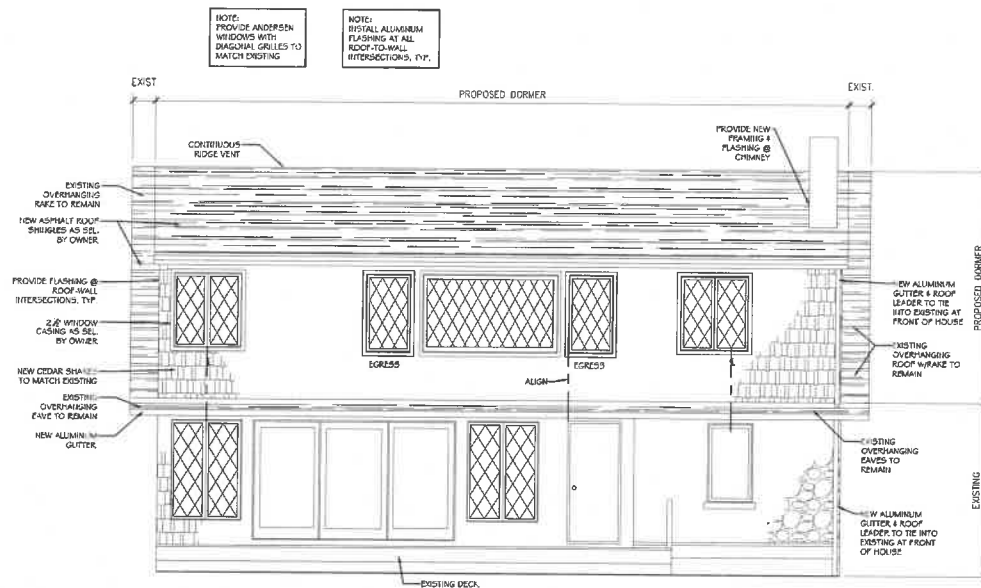 NOTE:
PROVIDE ANDERSEN
WINDOWS WITH
DIAGONAL GRILLES TO
MATCH EXISTING
NOTE:
INSTALL ALUMINUM
FLASHING AT ALL
ROOF-TO-WALL
INTERSECTIONS, TYP.
EXIST
PROPOSED DORMER
EXIST.
CONTINUOUS
RIDGE VENT
PROVIDE NEW
FRAMING &
FLASHING @
CHIMNEY
EXISTING
OVERHANGING
RAKE TO REMAIN
NEW ASPHALT ROOF
SHINGLES AS SEL.
BY OWNER
PROVIDE FLASHING @
ROOF-WALL
INTERSECTIONS, TYP.
2½ WINDOW
CASING AS SEL.
BY OWNER
NEW CEDAR SHAKES
TO MATCH EXISTING
EXISTING
OVERHANGING
EAVE TO REMAIN
NEW ALUMINUM
GUTTER
EGRESS
EGRESS
ALIGN
NEW ALUMINUM
GUTTER & ROOF
LEADER TO TIE
INTO EXISTING AT
FRONT OF HOUSE
EXISTING
OVERHANGING
ROOF W/RAKE TO
REMAIN
PROPOSED DORMER
EXISTING
OVERHANGING
EAVES TO
REMAIN
NEW ALUMINUM
GUTTER & ROOF
LEADER TO TIE INTO
EXISTING AT FRONT
OF HOUSE
EXISTING
EXISTING DECK